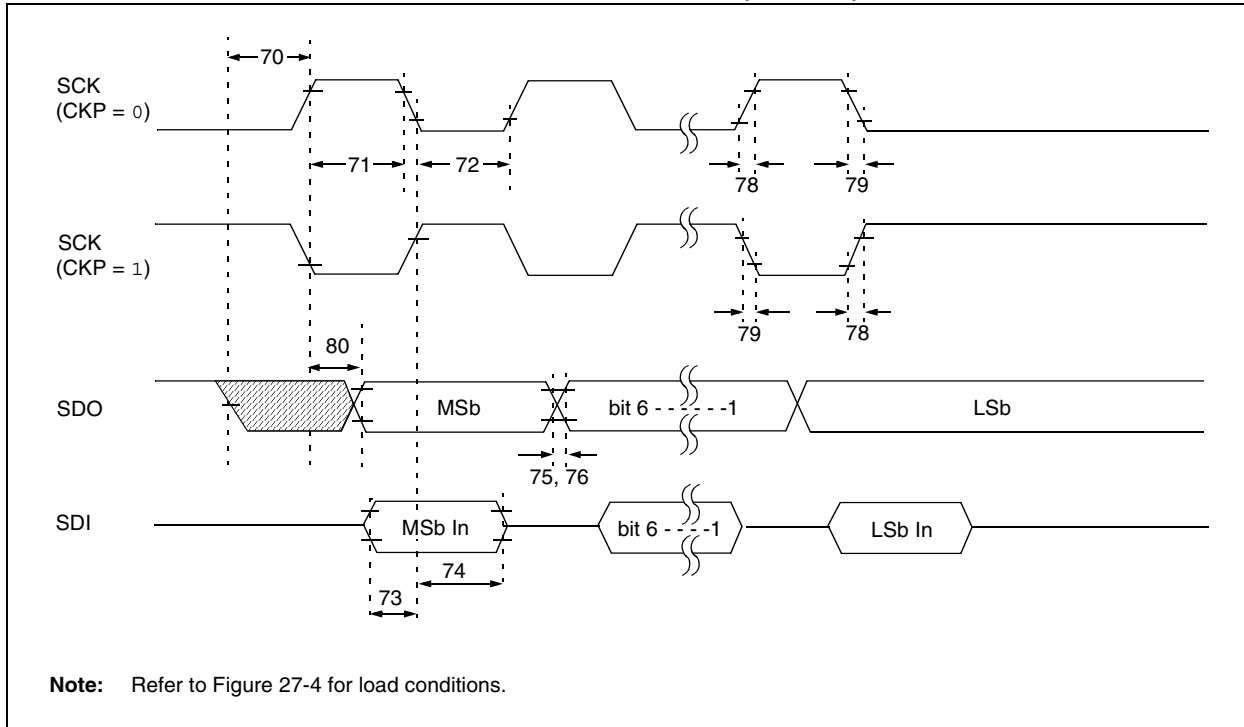 70
SCK
(CKP = 0)
71
72
78
79
SCK
(CKP = 1)
79
78
80
SDO
MSb
bit 6 - - - - - -1
LSb
75, 76
SDI
MSb In
bit 6 - - - -1
LSb In
74
73
Note: Refer to Figure 27-4 for load conditions.